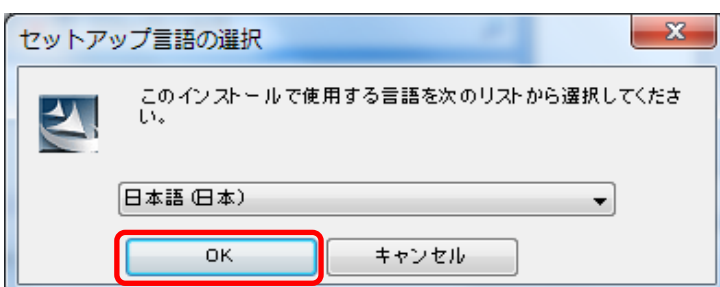 セットアップ言語の選択
このインストールで使用する言語を次のリストから選択してくださ
い。
日本語 (日本)
OK キャンセル